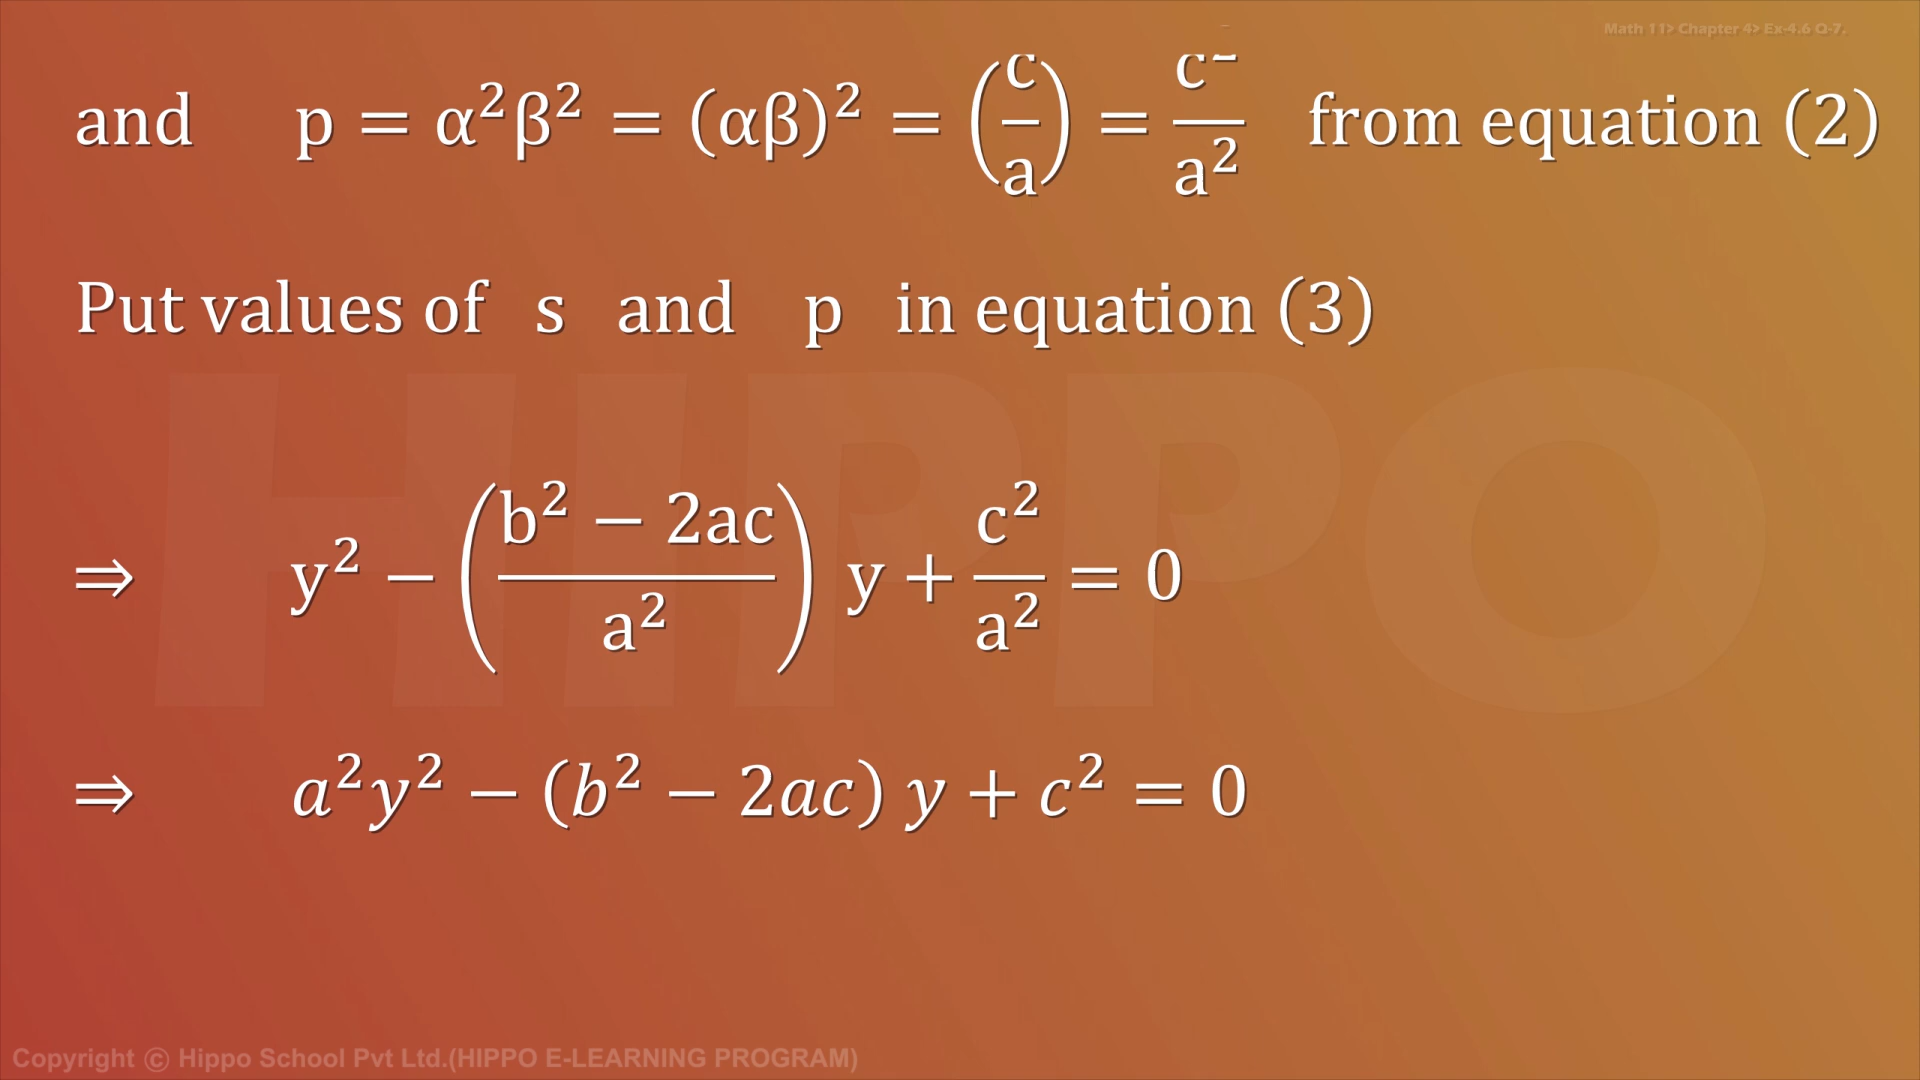 Math 11> Chapter 4> Ex-4.6 Q-7.
and p = α²β² = (αβ)² = (c/a) = c²/a² from equation (2)
Put values of s and p in equation (3)
⇒ y² − ((b² − 2ac)/a²) y + c²/a² = 0
⇒ a²y² − (b² − 2ac) y + c² = 0
HIPPO
Copyright © Hippo School Pvt Ltd.(HIPPO E-LEARNING PROGRAM)